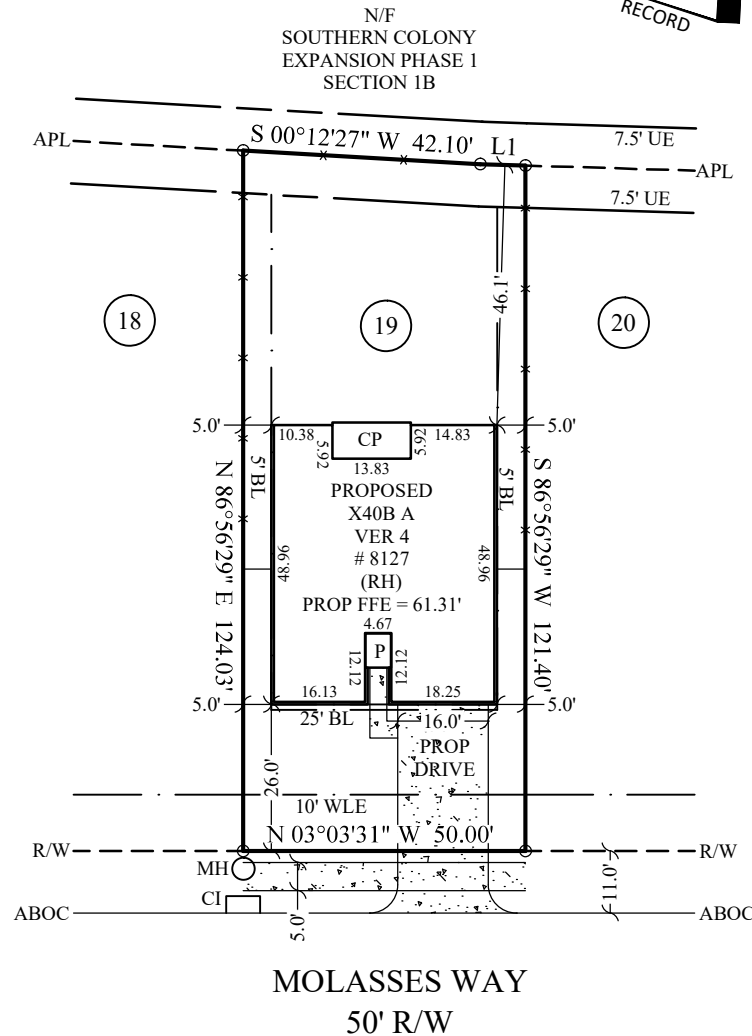 RECORD
N/F
SOUTHERN COLONY
EXPANSION PHASE 1
SECTION 1B
7.5' UE
APL
S 00°12'27" W 42.10' L1
APL
7.5' UE
46.1'
18
19
20
5.0'
10.38
5.92
CP
5.92
14.83
5.0'
13.83
N 86°56'29" E 124.03'
5' BL
48.96
PROPOSED
X40B A
VER 4
# 8127
(RH)
PROP FFE = 61.31'
48.96
5' BL
S 86°56'29" W 121.40'
4.67
12.12
P
12.12
5.0'
16.13
18.25
5.0'
25' BL
16.0'
PROP
DRIVE
26.0'
10' WLE
N 03°03'31" W 50.00'
R/W
R/W
MH
CI
5.0'
11.0'
ABOC
ABOC
MOLASSES WAY
50' R/W